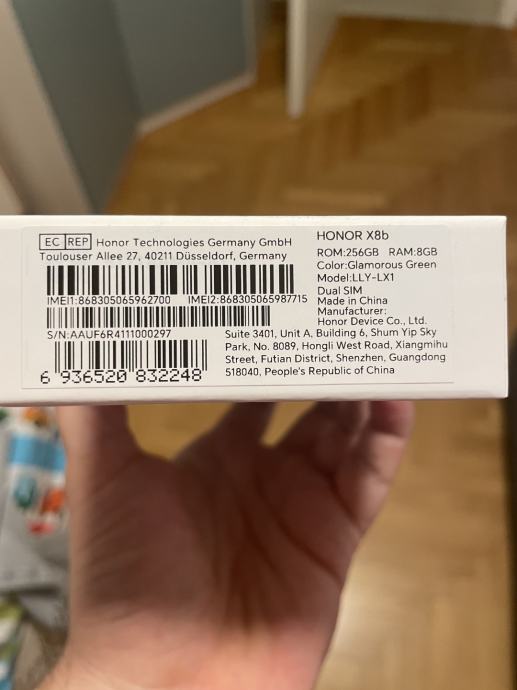 EC REP Honor Technologies Germany GmbH
Toulouser Allee 27, 40211 Düsseldorf, Germany
IMEI1:868305065962700 IMEI2:868305065987715
S/N:AAUF6R4111000297
6 936520 832248
HONOR X8b
ROM:256GB RAM:8GB
Color:Glamorous Green
Model:LLY-LX1
Dual SIM
Made in China
Manufacturer:
Honor Device Co., Ltd.
Suite 3401, Unit A, Building 6, Shum Yip Sky
Park, No. 8089, Hongli West Road, Xiangmihu
Street, Futian District, Shenzhen, Guangdong
518040, People's Republic of China